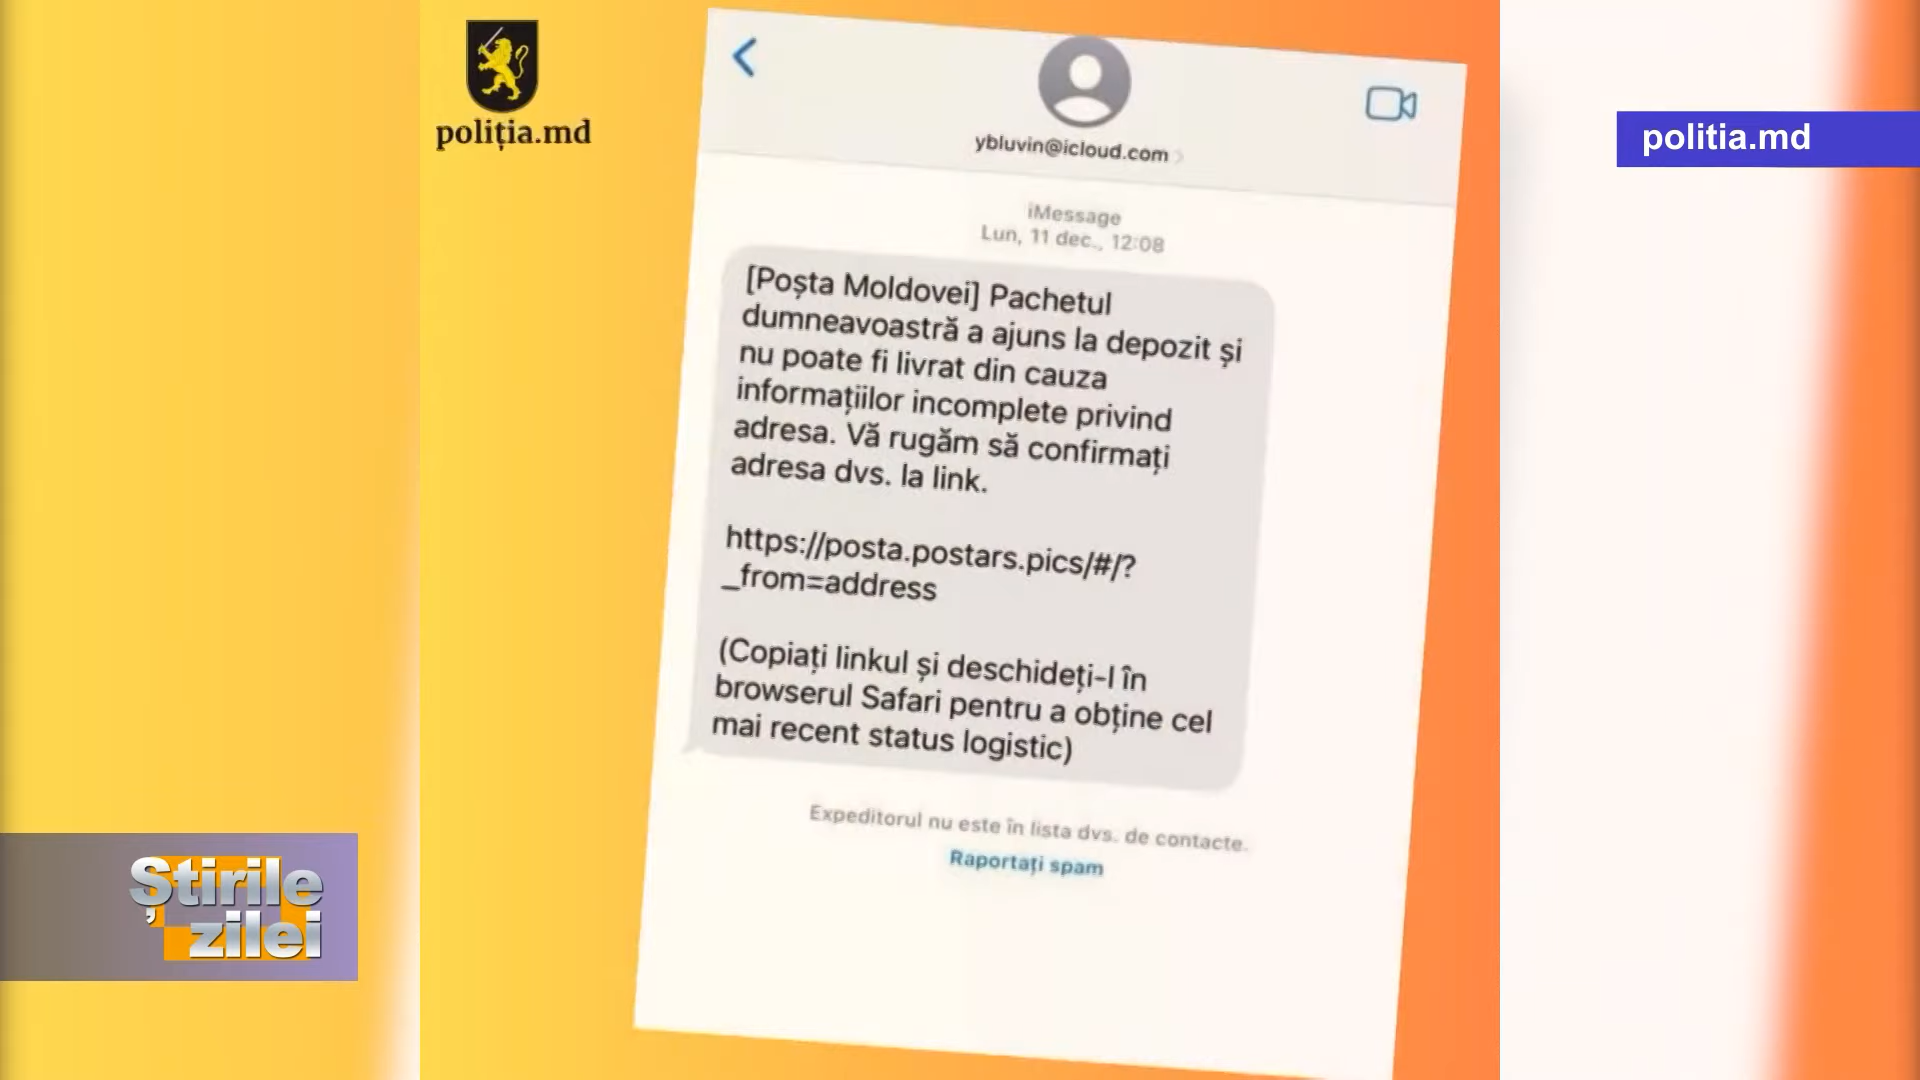 poliția.md
politia.md
ybluvin@icloud.com
iMessage
Lun, 11 dec., 12:08
[Poșta Moldovei] Pachetul
dumneavoastră a ajuns la depozit și
nu poate fi livrat din cauza
informațiilor incomplete privind
adresa. Vă rugăm să confirmați
adresa dvs. la link.
https://posta.postars.pics/#/?
_from=address
(Copiați linkul și deschideți-l în
browserul Safari pentru a obține cel
mai recent status logistic)
Expeditorul nu este în lista dvs. de contacte.
Raportați spam
Știrile
zilei